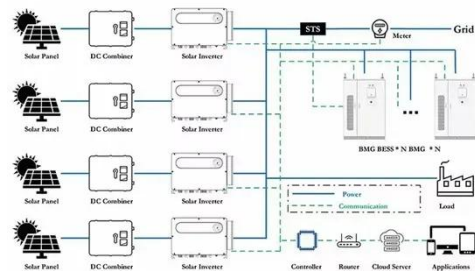 STS
Meter
Grid
Solar Panel
DC Combiner
Solar Inverter
Solar Panel
DC Combiner
Solar Inverter
BMG BESS * N BMG * N
Solar Panel
DC Combiner
Solar Inverter
Power
Communication
Load
Solar Panel
DC Combiner
Solar Inverter
Controller
Router
Cloud Server
Applications